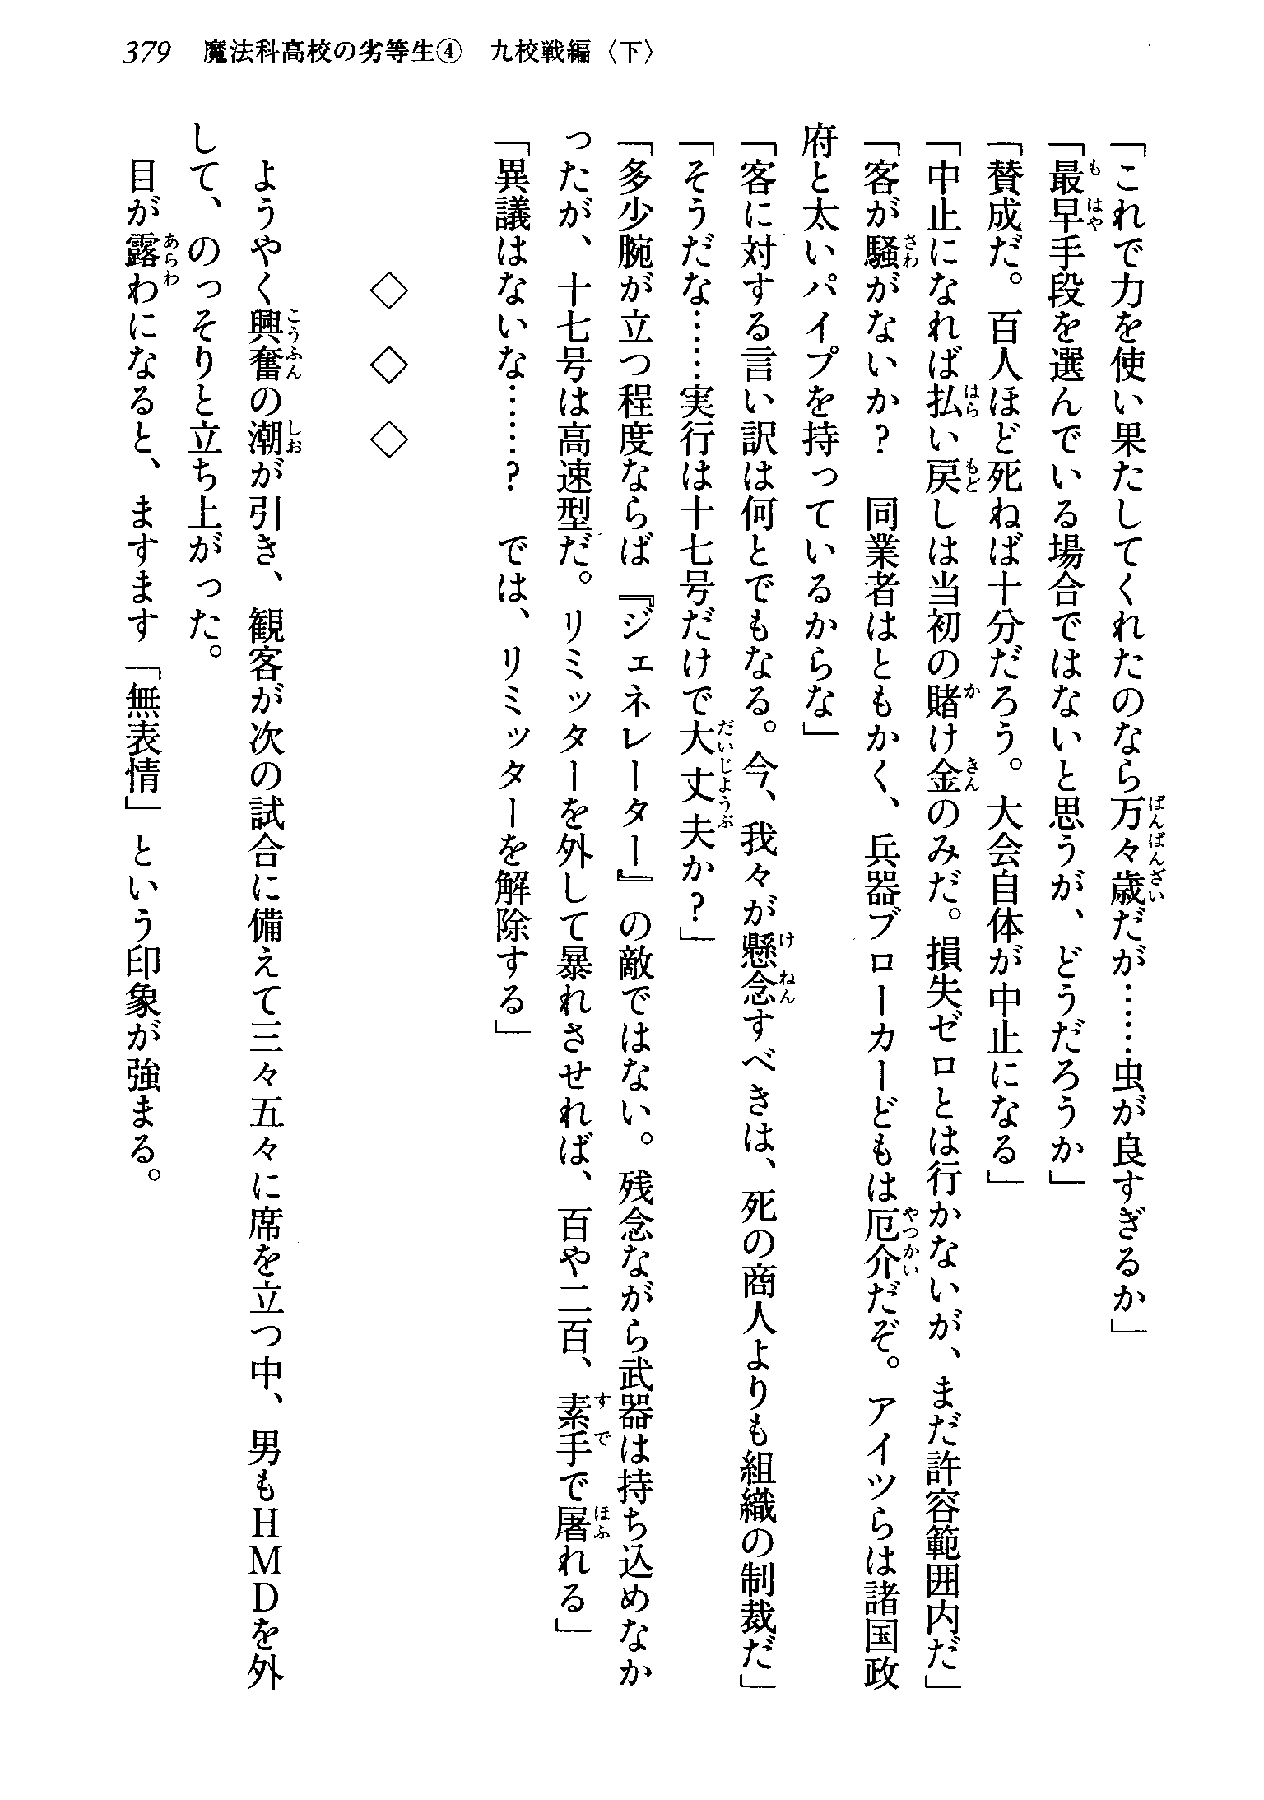 379　魔法科高校の劣等生④　九校戦編〈下〉
「これで力を使い果たしてくれたのなら万々歳だが……虫が良すぎるか」
「最早手段を選んでいる場合ではないと思うが、どうだろうか」
「賛成だ。百人ほど死ねば十分だろう。大会自体が中止になる」
「中止になれば払い戻しは当初の賭け金のみだ。損失ゼロとは行かないが、まだ許容範囲内だ」
「客が騒がないか？　同業者はともかく、兵器ブローカーどもは厄介だぞ。アイツらは諸国政
府と太いパイプを持っているからな」
「客に対する言い訳は何とでもなる。今、我々が懸念すべきは、死の商人よりも組織の制裁だ」
「そうだな……実行は十七号だけで大丈夫か？」
「多少腕が立つ程度ならば『ジェネレーター』の敵ではない。残念ながら武器は持ち込めなか
ったが、十七号は高速型だ。リミッターを外して暴れさせれば、百や二百、素手で屠れる」
「異議はないな……？　では、リミッターを解除する」
◇　◇　◇
ようやく興奮の潮が引き、観客が次の試合に備えて三々五々に席を立つ中、男もＨＭＤを外
して、のっそりと立ち上がった。
目が露わになると、ますます「無表情」という印象が強まる。